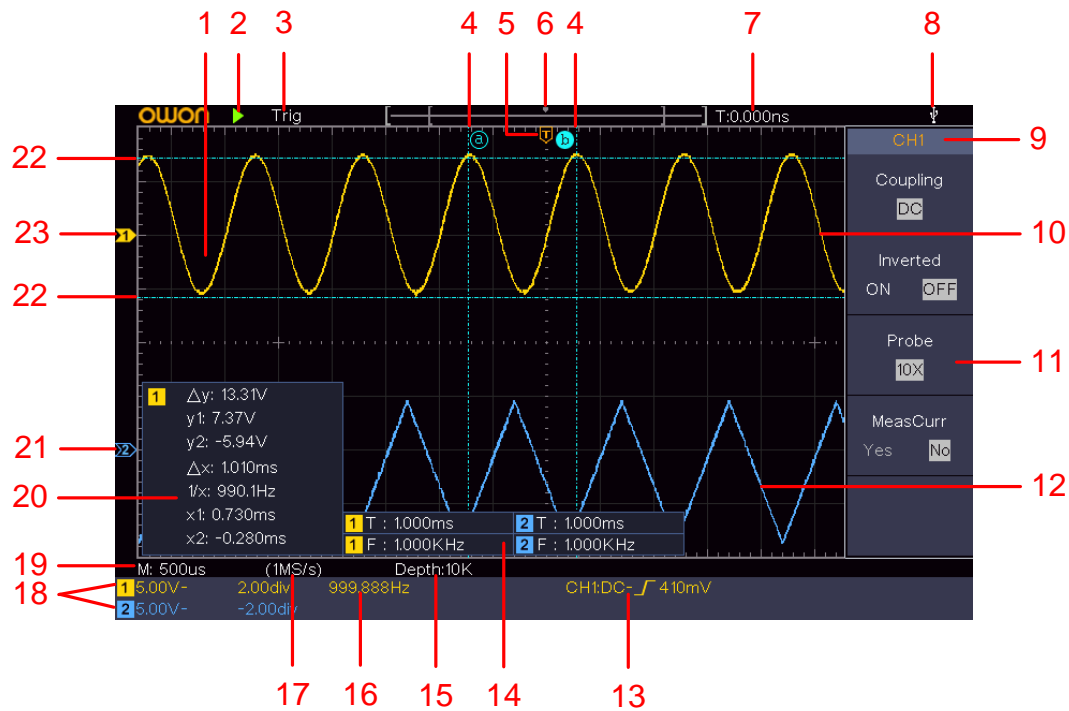 1 2 3 4 5 6 4 7 8
OWON Trig T:0.000ns
a T b
CH1 9
22
Coupling
DC
23 1 10
Inverted
ON OFF
22
Probe
10X 11
1 △y: 13.31V
y1: 7.37V
y2: -5.94V
△x: 1.010ms
1/x: 990.1Hz
x1: 0.730ms
x2: -0.280ms
MeasCurr
Yes No
21 2
20 12
1 T : 1.000ms 2 T : 1.000ms
1 F : 1.000KHz 2 F : 1.000KHz
19 M: 500us (1MS/s) Depth:10K
18 1 5.00V- 2.00div 999.888Hz CH1:DC- 410mV
2 5.00V- -2.00div
17 16 15 14 13